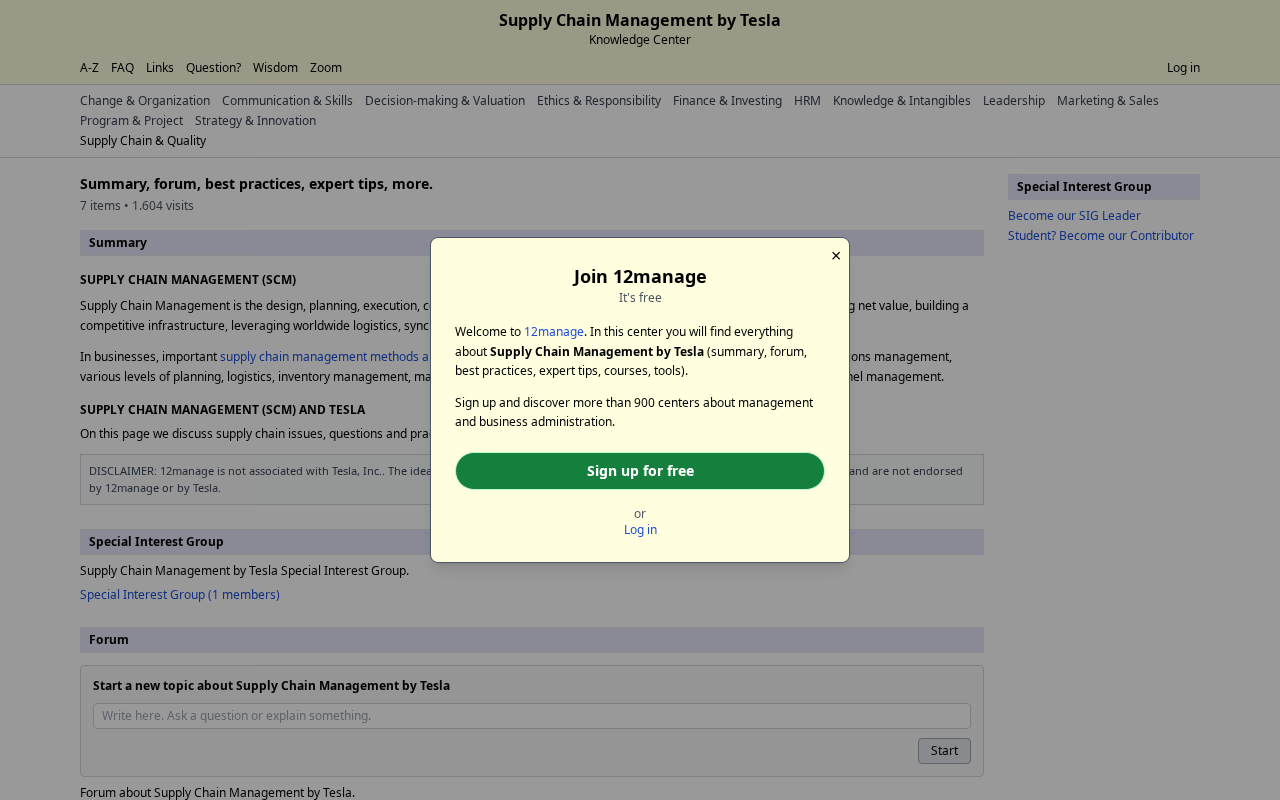 Supply Chain Management by Tesla
Knowledge Center
A-Z FAQ Links Question? Wisdom Zoom Log in
Change & Organization Communication & Skills Decision-making & Valuation Ethics & Responsibility Finance & Investing HRM Knowledge & Intangibles Leadership Marketing & Sales
Program & Project Strategy & Innovation
Supply Chain & Quality
Summary, forum, best practices, expert tips, more.
7 items • 1.604 visits
Summary
SUPPLY CHAIN MANAGEMENT (SCM)
Supply Chain Management is the design, planning, execution, net value, building a
competitive infrastructure, leveraging worldwide logistics,
In businesses, important supply chain management methods management,
various levels of planning, logistics, inventory management, management.
SUPPLY CHAIN MANAGEMENT (SCM) AND TESLA
On this page we discuss supply chain issues, questions and
DISCLAIMER: 12manage is not associated with Tesla, Inc.. The and are not endorsed
by 12manage or by Tesla.
Special Interest Group
Supply Chain Management by Tesla Special Interest Group.
Special Interest Group (1 members)
Forum
Start a new topic about Supply Chain Management by Tesla
Write here. Ask a question or explain something.
Start
Forum about Supply Chain Management by Tesla.
Special Interest Group
Become our SIG Leader
Student? Become our Contributor
×
Join 12manage
It's free
Welcome to 12manage. In this center you will find everything
about Supply Chain Management by Tesla (summary, forum,
best practices, expert tips, courses, tools).
Sign up and discover more than 900 centers about management
and business administration.
Sign up for free
or
Log in